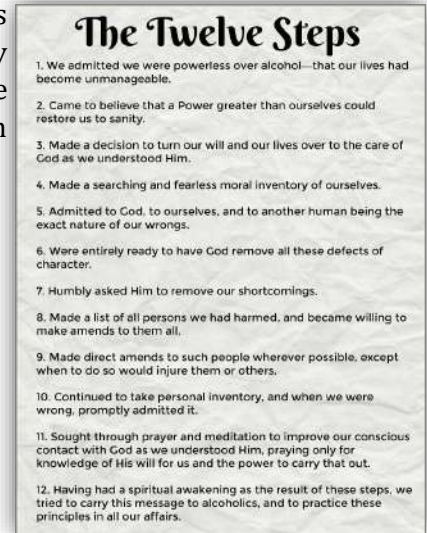 s
y
e
n
The Twelve Steps
1. We admitted we were powerless over alcohol—that our lives had
become unmanageable.
2. Came to believe that a Power greater than ourselves could
restore us to sanity.
3. Made a decision to turn our will and our lives over to the care of
God as we understood Him.
4. Made a searching and fearless moral inventory of ourselves.
5. Admitted to God, to ourselves, and to another human being the
exact nature of our wrongs.
6. Were entirely ready to have God remove all these defects of
character.
7. Humbly asked Him to remove our shortcomings.
8. Made a list of all persons we had harmed, and became willing to
make amends to them all.
9. Made direct amends to such people wherever possible, except
when to do so would injure them or others.
10. Continued to take personal inventory, and when we were
wrong, promptly admitted it.
11. Sought through prayer and meditation to improve our conscious
contact with God as we understood Him, praying only for
knowledge of His will for us and the power to carry that out.
12. Having had a spiritual awakening as the result of these steps, we
tried to carry this message to alcoholics, and to practice these
principles in all our affairs.